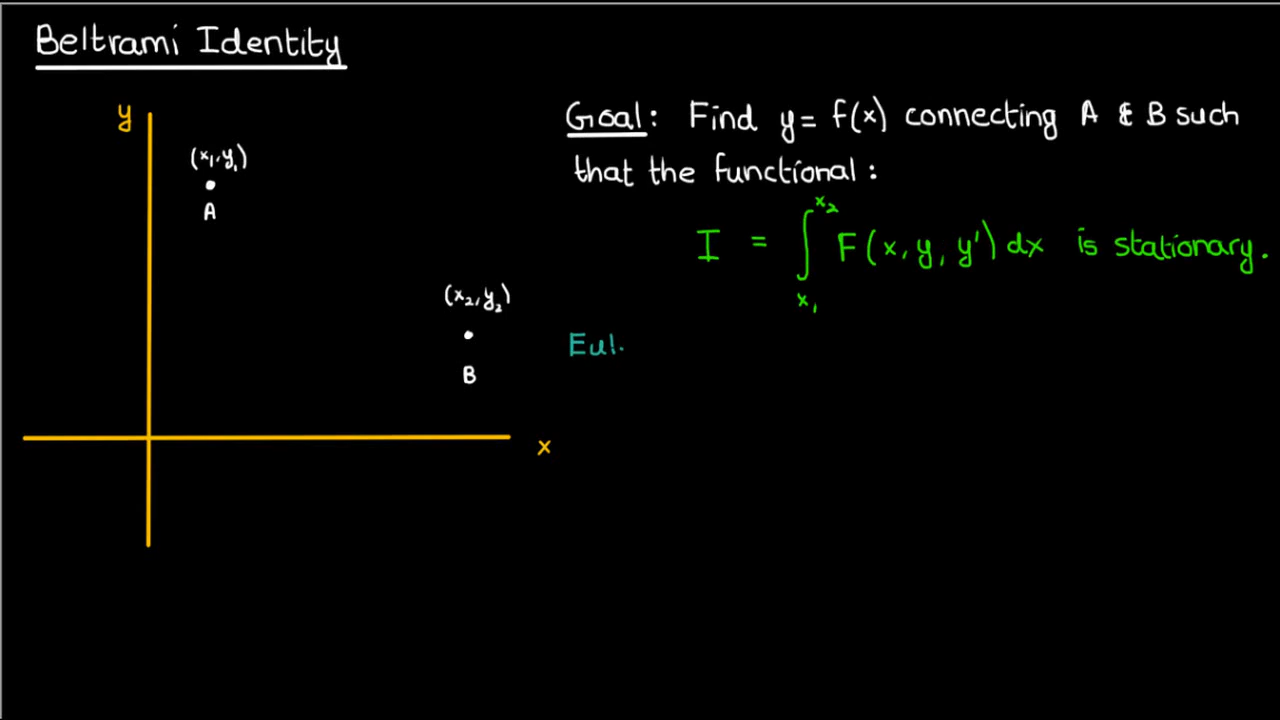 Beltrami Identity
y
(x₁, y₁)
A
(x₂, y₂)
B
x
Goal: Find y = f(x) connecting A & B such
that the functional:
I = ∫ₓ₁ˣ² F(x, y, y') dx is stationary.
Eul